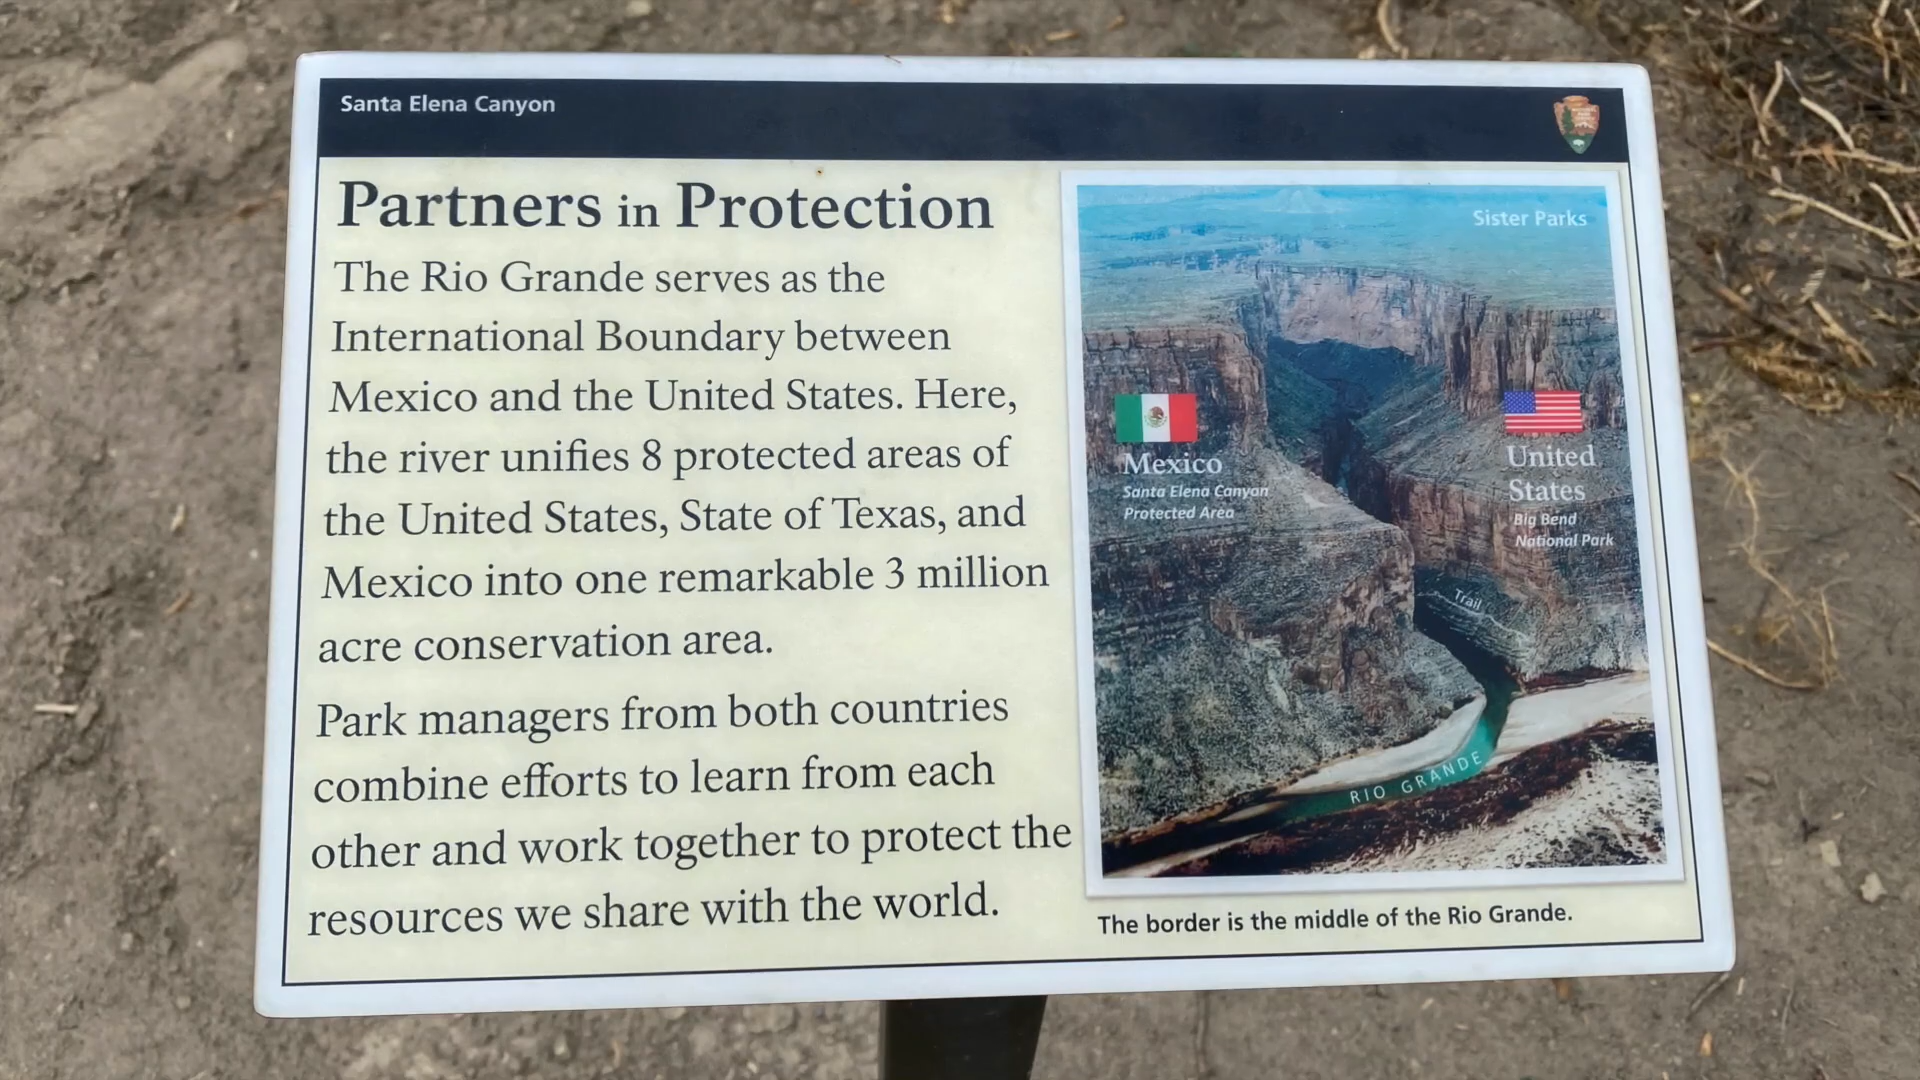 Santa Elena Canyon
Partners in Protection
The Rio Grande serves as the
International Boundary between
Mexico and the United States. Here,
the river unifies 8 protected areas of
the United States, State of Texas, and
Mexico into one remarkable 3 million
acre conservation area.
Park managers from both countries
combine efforts to learn from each
other and work together to protect the
resources we share with the world.
Sister Parks
Mexico
Santa Elena Canyon
Protected Area
United
States
Big Bend
National Park
Trail
RIO GRANDE
The border is the middle of the Rio Grande.